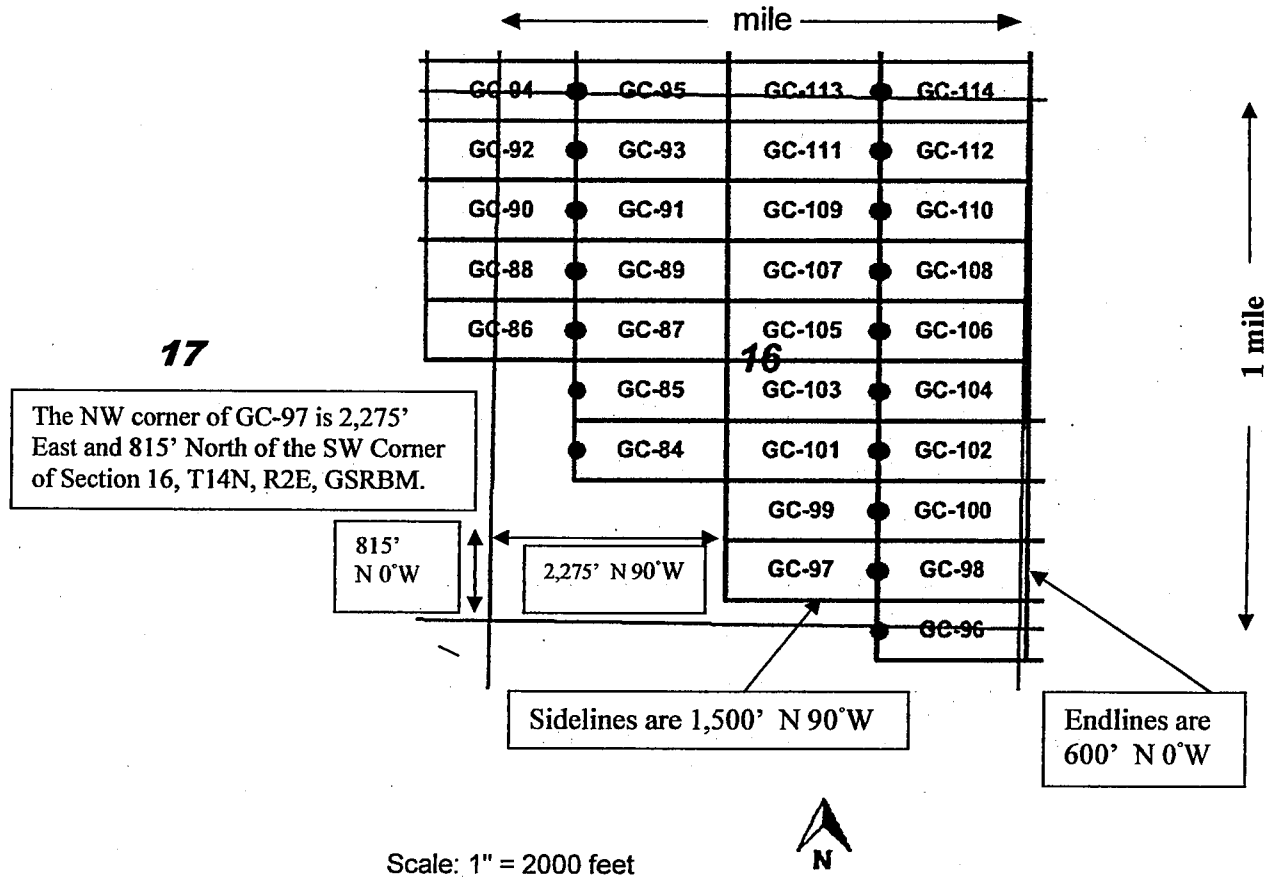 mile
GC-94 GC-95 GC-113 GC-114
GC-92 GC-93 GC-111 GC-112
GC-90 GC-91 GC-109 GC-110
GC-88 GC-89 GC-107 GC-108
GC-86 GC-87 GC-105 GC-106
17
16
GC-85 GC-103 GC-104
GC-84 GC-101 GC-102
GC-99 GC-100
GC-97 GC-98
GC-96
1 mile
The NW corner of GC-97 is 2,275'
East and 815' North of the SW Corner
of Section 16, T14N, R2E, GSRBM.
815'
N 0°W
2,275' N 90°W
Sidelines are 1,500' N 90°W
Endlines are
600' N 0°W
N
Scale: 1" = 2000 feet